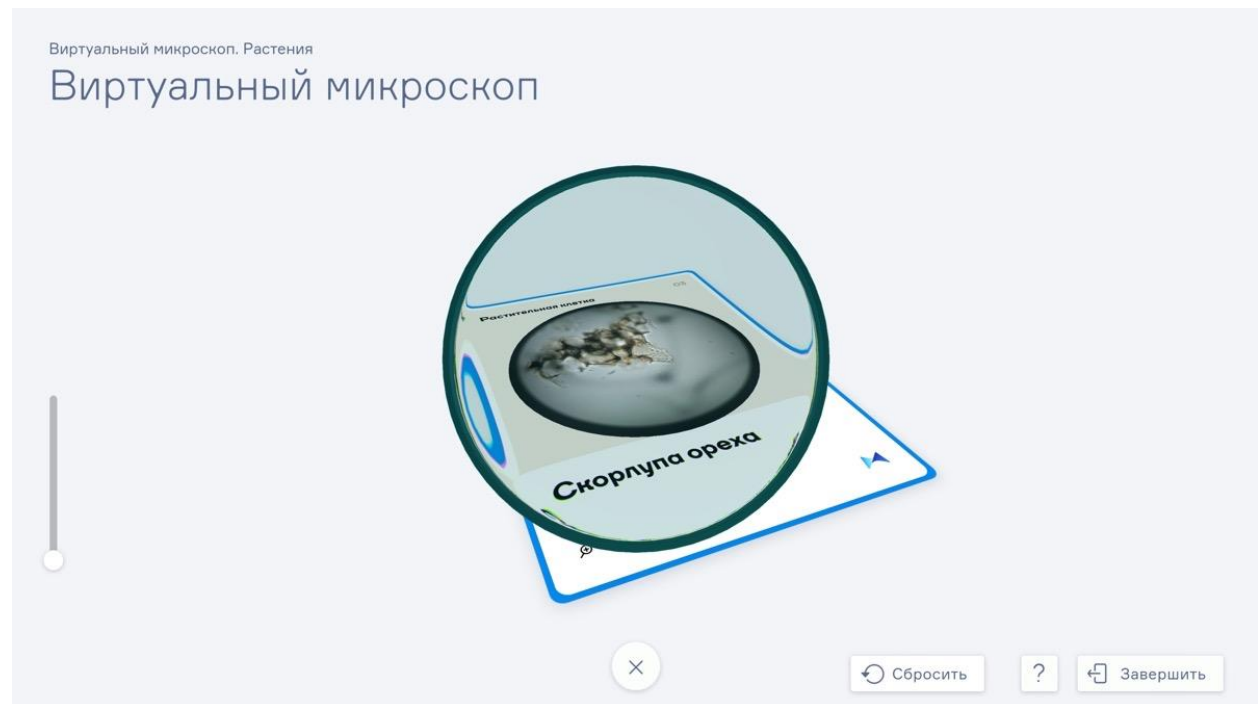 Виртуальный микроскоп. Растения
Виртуальный микроскоп
Растительная клетка
Скорлупа ореха
Сбросить
?
Завершить